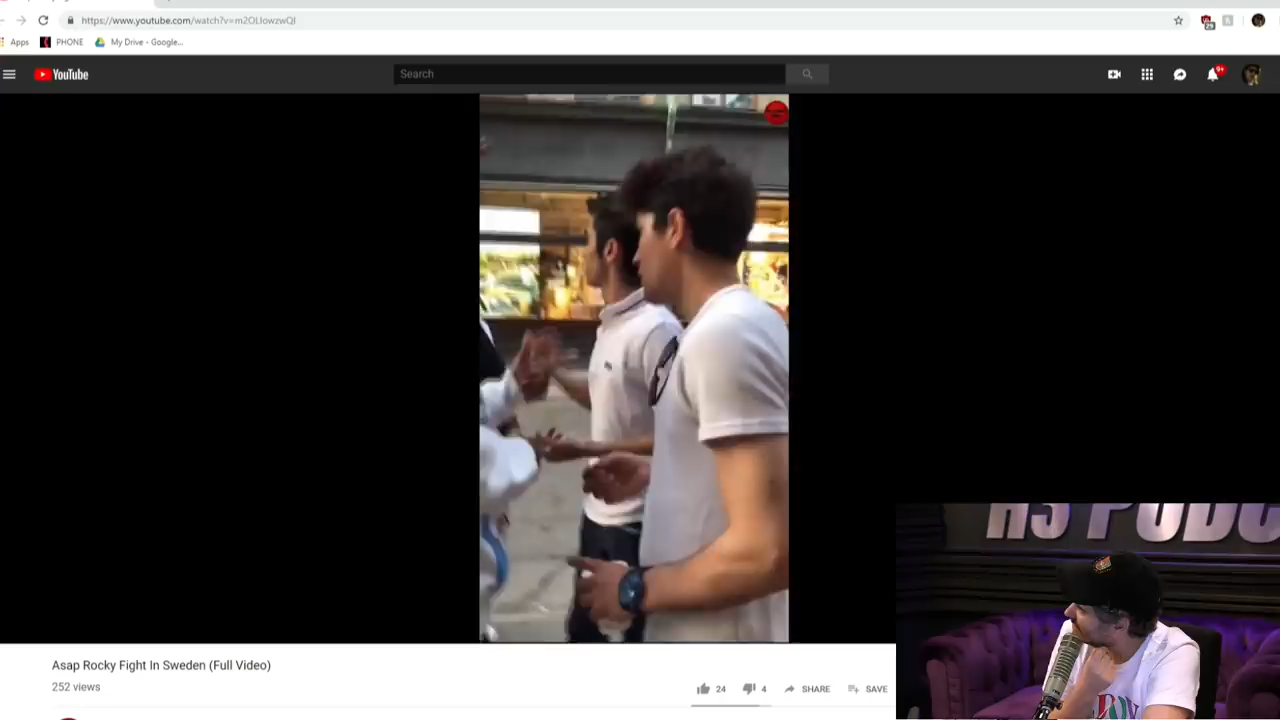 https://www.youtube.com/watch?v=m2OLIowzwQI
Apps PHONE My Drive - Google...
YouTube
Search
9+
Asap Rocky Fight In Sweden (Full Video)
252 views
24 4 SHARE SAVE
H3 PODC